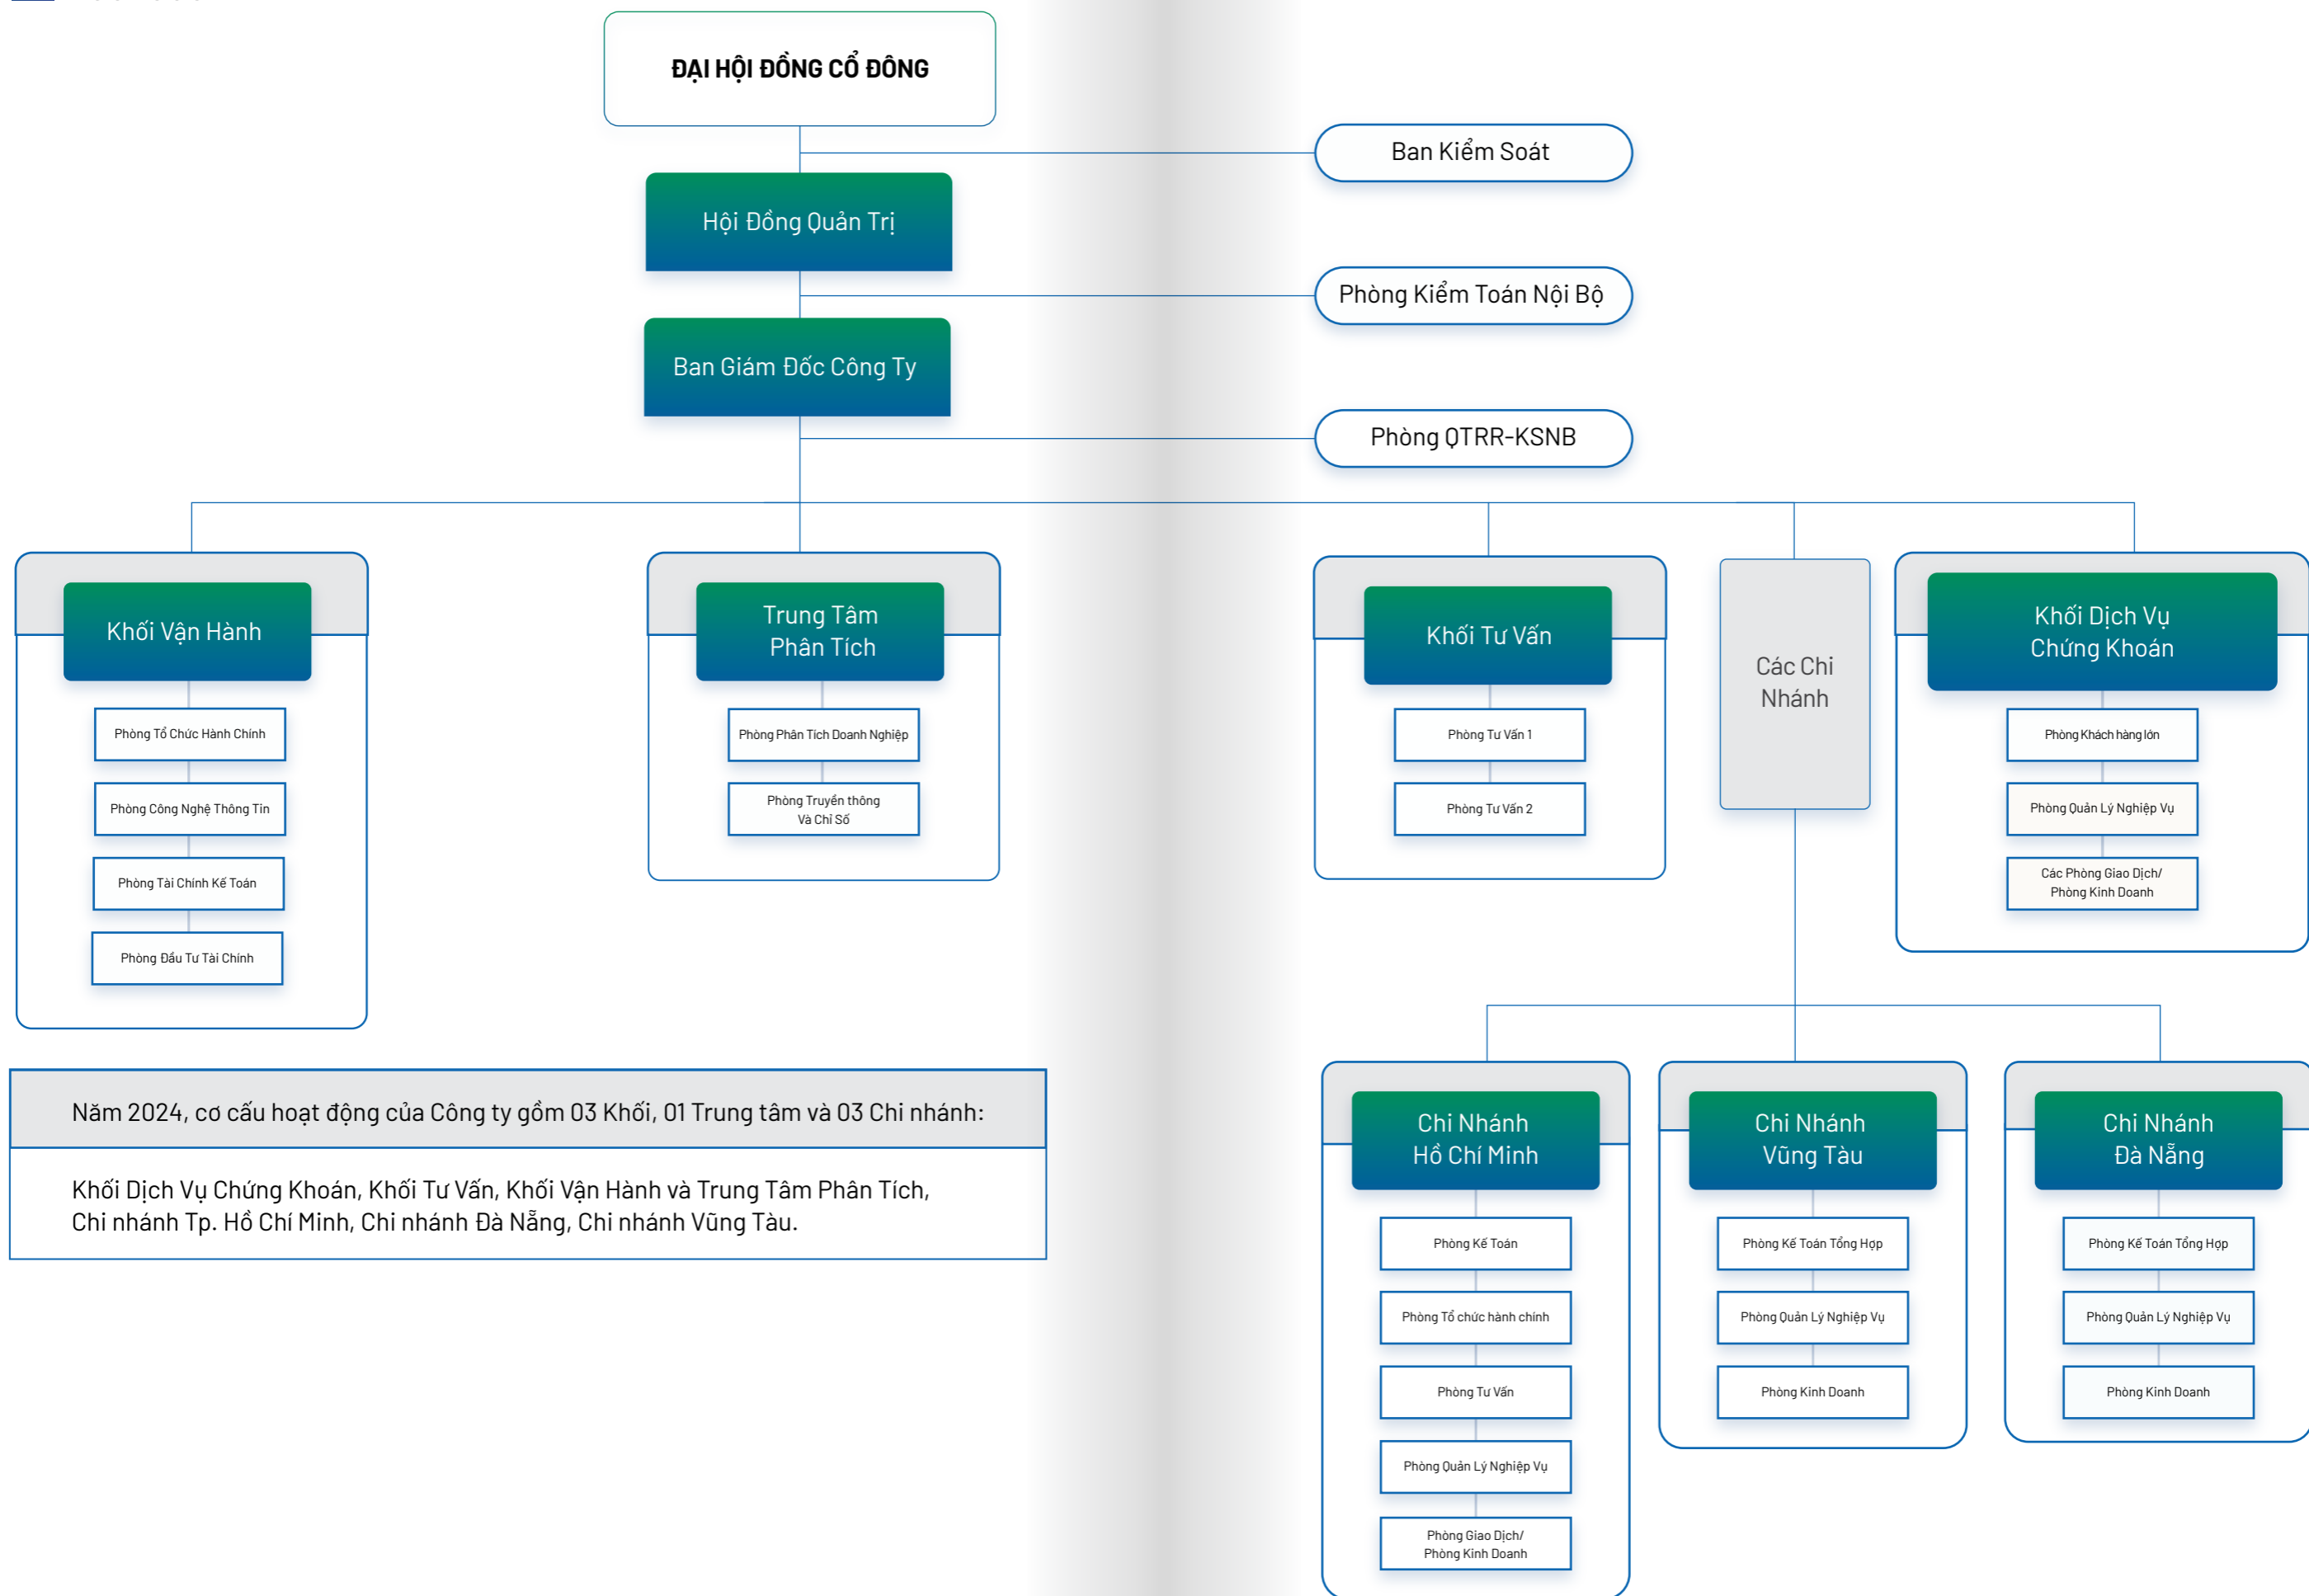 ĐẠI HỘI ĐỒNG CỔ ĐÔNG
Ban Kiểm Soát
Hội Đồng Quản Trị
Phòng Kiểm Toán Nội Bộ
Ban Giám Đốc Công Ty
Phòng QTRR-KSNB
Khối Vận Hành
Phòng Tổ Chức Hành Chính
Phòng Công Nghệ Thông Tin
Phòng Tài Chính Kế Toán
Phòng Đầu Tư Tài Chính
Trung Tâm
Phân Tích
Phòng Phân Tích Doanh Nghiệp
Phòng Truyền thông
Và Chỉ Số
Khối Tư Vấn
Phòng Tư Vấn 1
Phòng Tư Vấn 2
Các Chi
Nhánh
Khối Dịch Vụ
Chứng Khoán
Phòng Khách hàng lớn
Phòng Quản Lý Nghiệp Vụ
Các Phòng Giao Dịch/
Phòng Kinh Doanh
Năm 2024, cơ cấu hoạt động của Công ty gồm 03 Khối, 01 Trung tâm và 03 Chi nhánh:
Khối Dịch Vụ Chứng Khoán, Khối Tư Vấn, Khối Vận Hành và Trung Tâm Phân Tích,
Chi nhánh Tp. Hồ Chí Minh, Chi nhánh Đà Nẵng, Chi nhánh Vũng Tàu.
Chi Nhánh
Hồ Chí Minh
Phòng Kế Toán
Phòng Tổ chức hành chính
Phòng Tư Vấn
Phòng Quản Lý Nghiệp Vụ
Phòng Giao Dịch/
Phòng Kinh Doanh
Chi Nhánh
Vũng Tàu
Phòng Kế Toán Tổng Hợp
Phòng Quản Lý Nghiệp Vụ
Phòng Kinh Doanh
Chi Nhánh
Đà Nẵng
Phòng Kế Toán Tổng Hợp
Phòng Quản Lý Nghiệp Vụ
Phòng Kinh Doanh